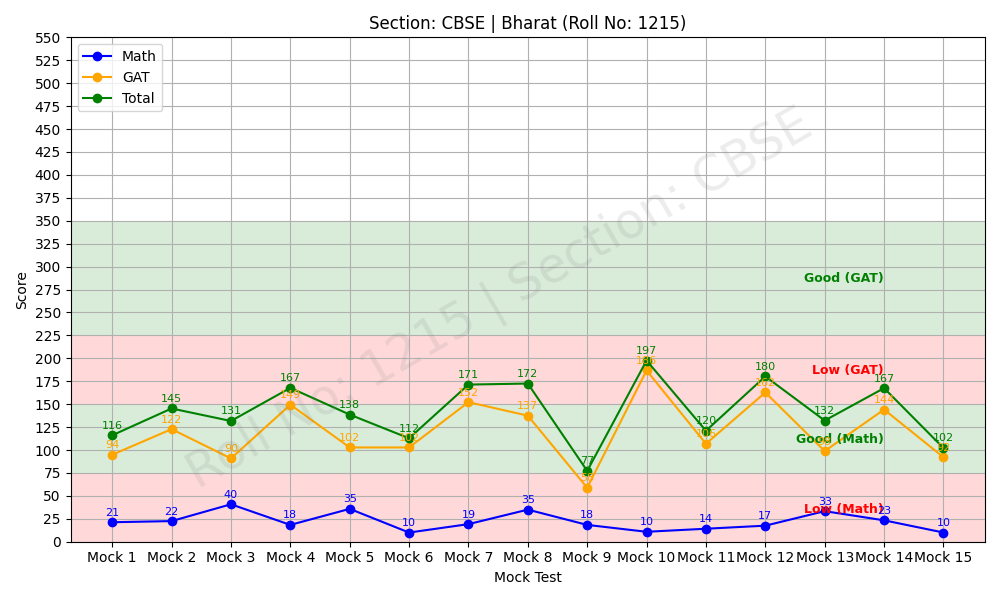 Section: CBSE | Bharat (Roll No: 1215)
Math
GAT
Total
Score
550
525
500
475
450
425
400
375
350
325
300
275
250
225
200
175
150
125
100
75
50
25
0
Roll No: 1215 | Section: CBSE
Good (GAT)
Low (GAT)
Good (Math)
Low (Math)
116 145 131 167 138 112 171 172 77 197 120 180 132 167 102
94 122 90 149 102 102 152 137 186 162 144
21 22 40 18 35 10 19 35 18 10 14 17 33 23 10
Mock 1 Mock 2 Mock 3 Mock 4 Mock 5 Mock 6 Mock 7 Mock 8 Mock 9 Mock 10 Mock 11 Mock 12 Mock 13 Mock 14 Mock 15
Mock Test